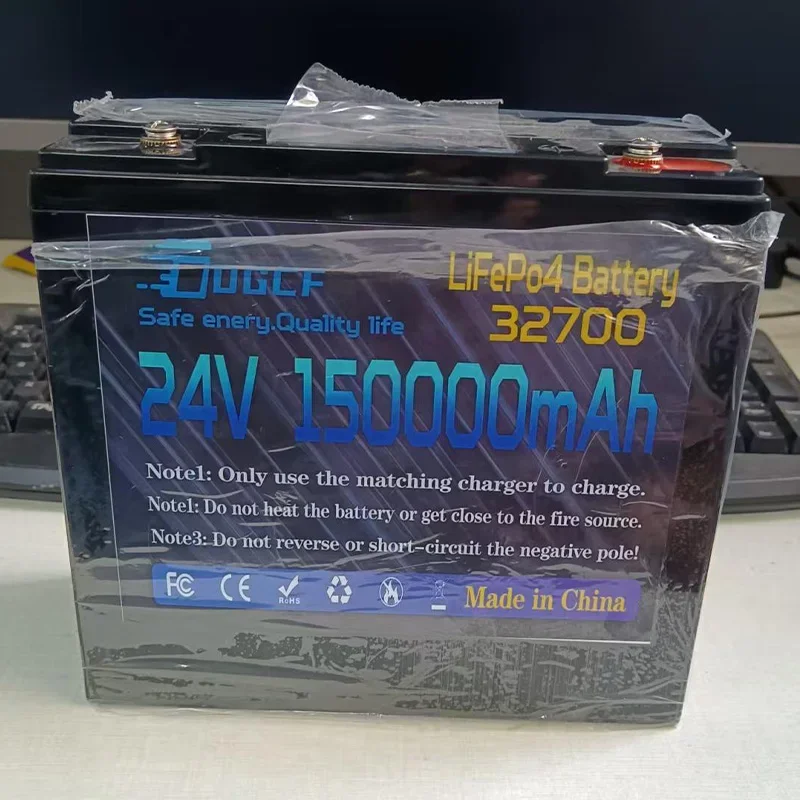 LiFePo4 Battery
32700
Safe enery.Quality life
24V 150000mAh
Note1: Only use the matching charger to charge.
Note1: Do not heat the battery or get close to the fire source.
Note3: Do not reverse or short-circuit the negative pole!
FC CE RoHS Made in China